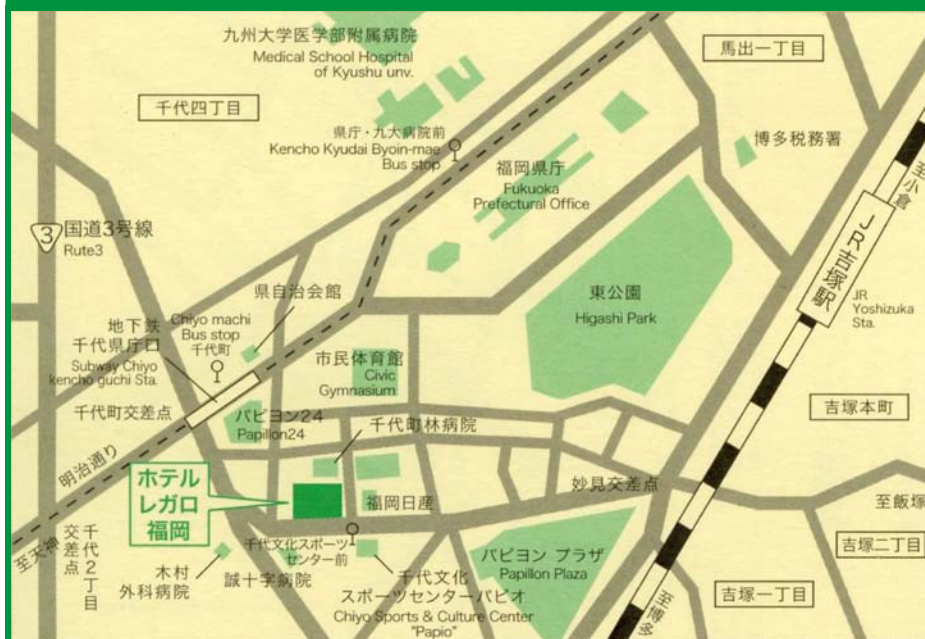 九州大学医学部附属病院
Medical School Hospital
of Kyushu unv.
馬出一丁目
千代四丁目
県庁・九大病院前
Kencho Kyudai Byoin-mae
Bus stop
博多税務署
福岡県庁
Fukuoka
Prefectural Office
至小倉
3
国道3号線
Rute3
JR吉塚駅
JR
Yoshizuka
Sta.
県自治会館
東公園
Higashi Park
地下鉄
千代県庁口
Subway Chiyo
kencho guchi Sta.
Chiyo machi
Bus stop
千代町
市民体育館
Civic
Gymnasium
千代町交差点
パピヨン24
Papillon24
千代町林病院
吉塚本町
明治通り
ホテル
レガロ
福岡
福岡日産
妙見交差点
至飯塚
至天神
千代2丁目
交差点
千代文化スポーツ
センター前
木村
外科病院
誠十字病院
千代文化
スポーツセンターパピオ
Chiyo Sports & Culture Center
"Papio"
パピヨン プラザ
Papillon Plaza
吉塚二丁目
吉塚一丁目
至博多